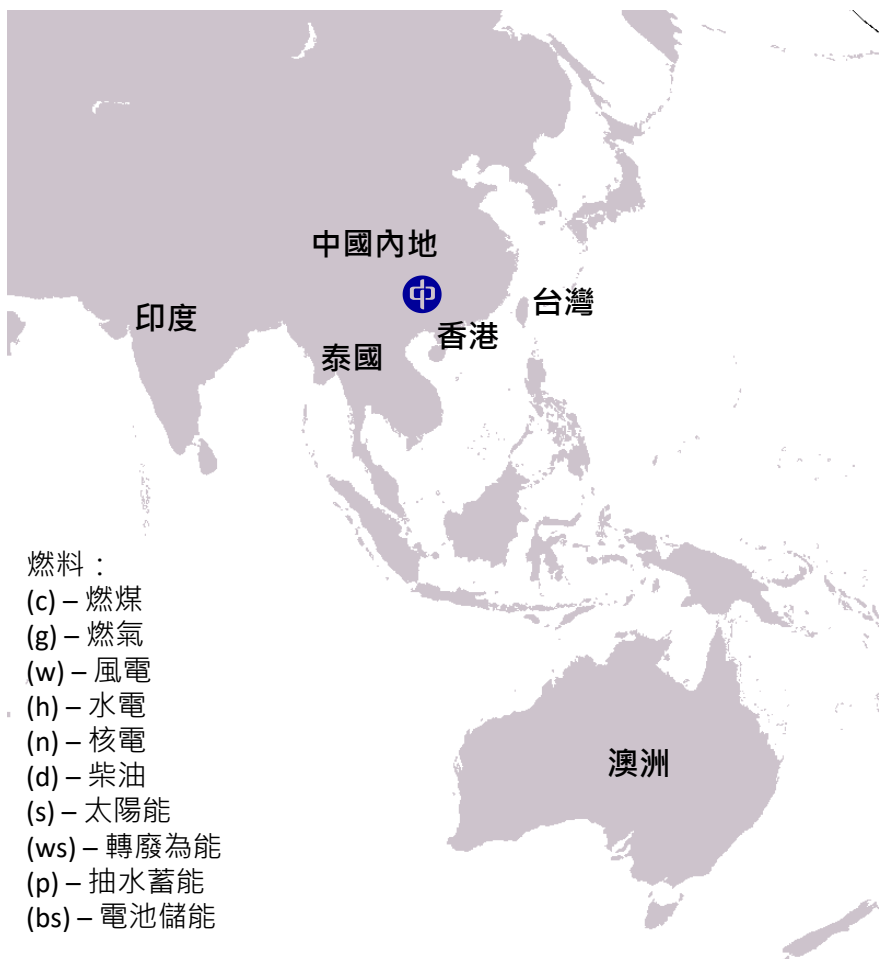 中國內地
台灣
印度
香港
泰國
燃料：
(c) – 燃煤
(g) – 燃氣
(w) – 風電
(h) – 水電
(n) – 核電
(d) – 柴油
(s) – 太陽能
(ws) – 轉廢為能
(p) – 抽水蓄能
(bs) – 電池儲能
澳洲